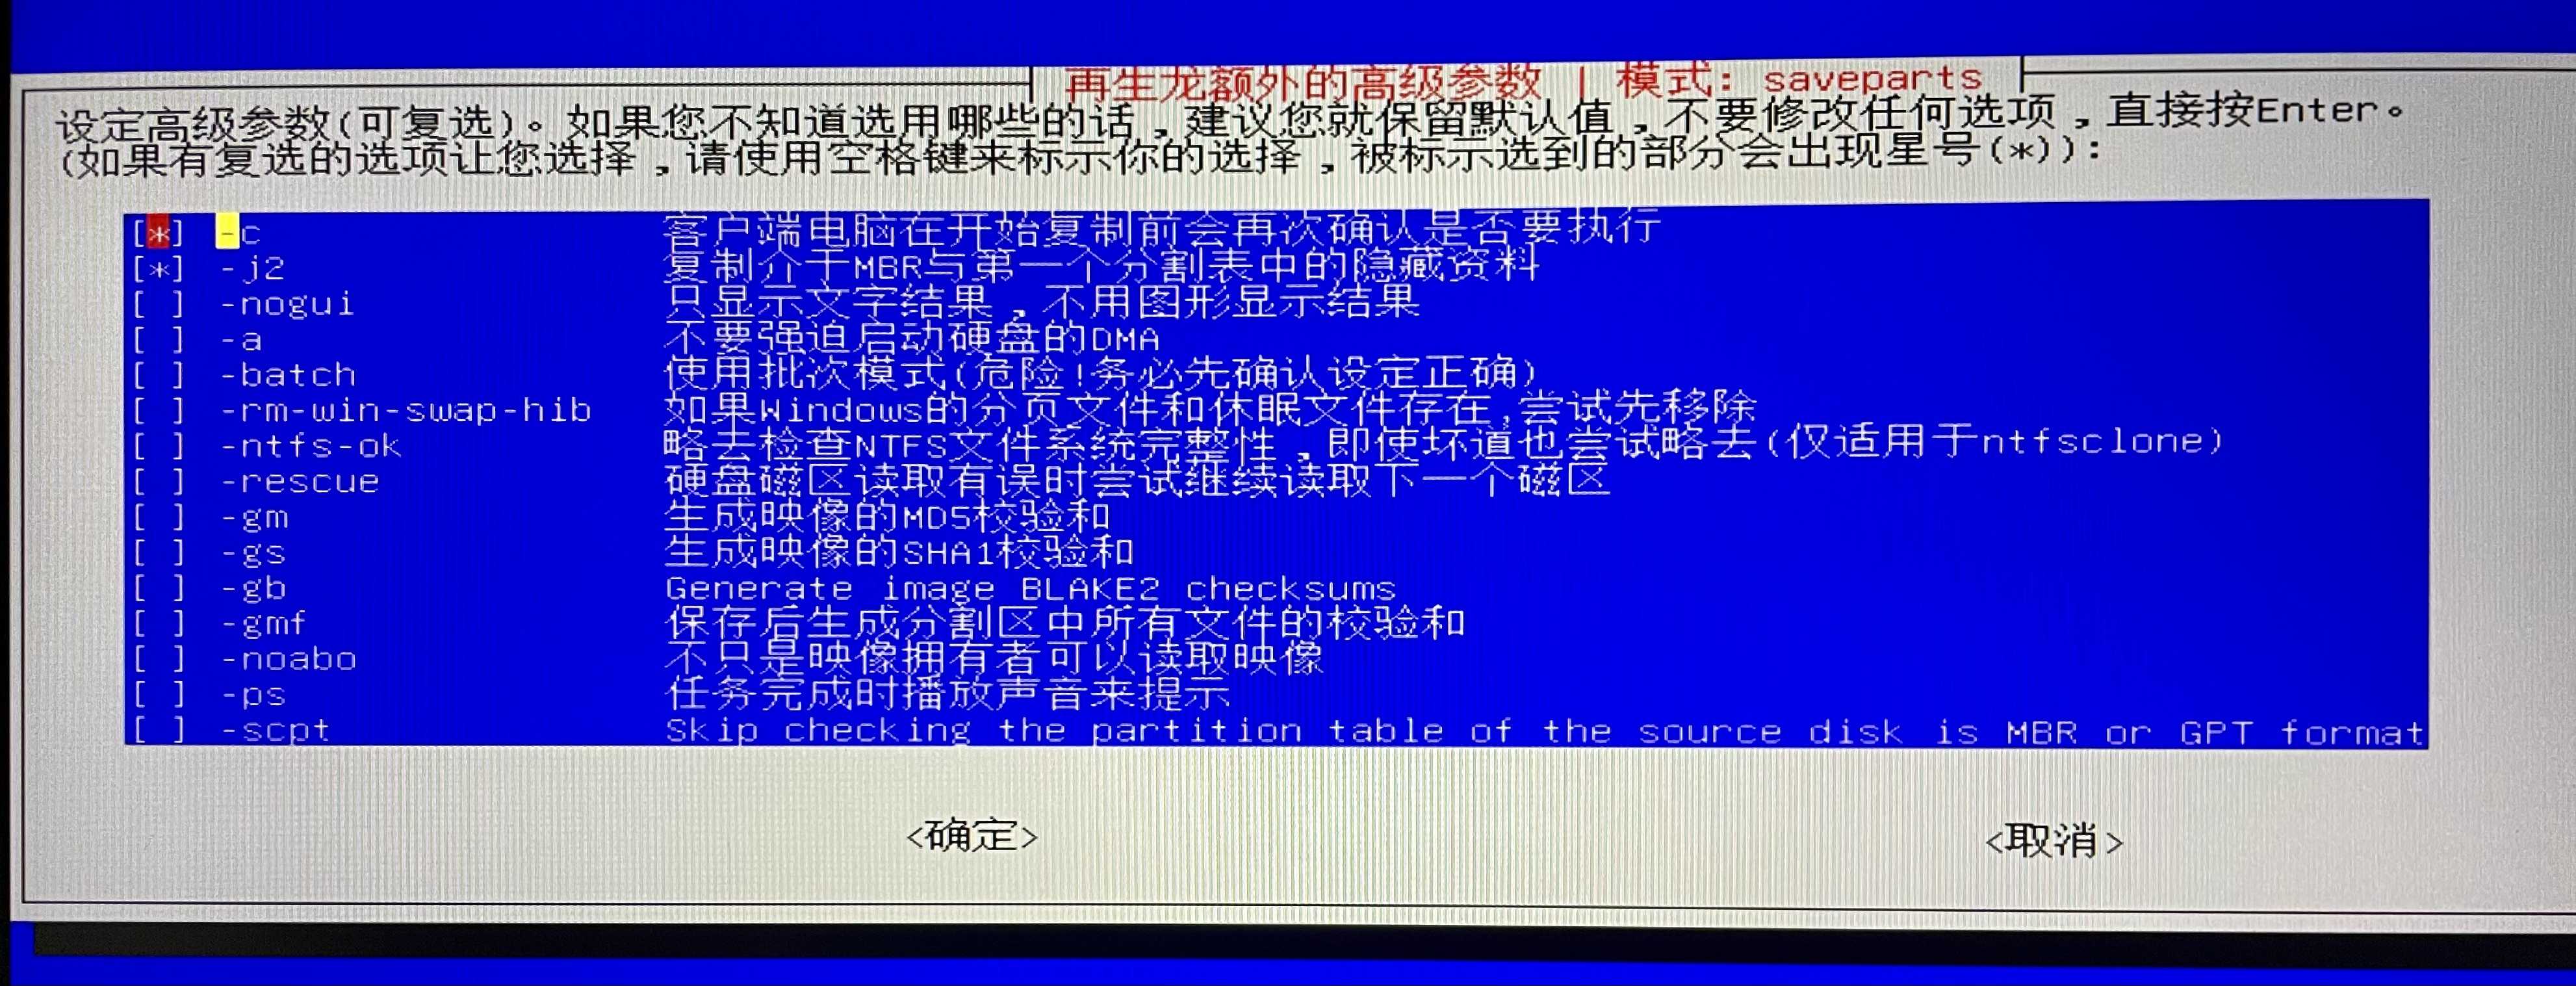 再生龙额外的高级参数 | 模式: saveparts
设定高级参数(可复选)。如果您不知道选用哪些的话，建议您就保留默认值，不要修改任何选项，直接按Enter。
(如果有复选的选项让您选择，请使用空格键来标示你的选择，被标示选到的部分会出现星号(*)):
[*] -c 客户端电脑在开始复制前会再次确认是否要执行
[*] -j2 复制介于MBR与第一个分割表中的隐藏资料
[ ] -nogui 只显示文字结果，不用图形显示结果
[ ] -a 不要强迫启动硬盘的DMA
[ ] -batch 使用批次模式(危险!务必先确认设定正确)
[ ] -rm-win-swap-hib 如果Windows的分页文件和休眠文件存在,尝试先移除
[ ] -ntfs-ok 略去检查NTFS文件系统完整性，即使坏道也尝试略去(仅适用于ntfsclone)
[ ] -rescue 硬盘磁区读取有误时尝试继续读取下一个磁区
[ ] -gm 生成映像的MD5校验和
[ ] -gs 生成映像的SHA1校验和
[ ] -gb Generate image BLAKE2 checksums
[ ] -gmf 保存后生成分割区中所有文件的校验和
[ ] -noabo 不只是映像拥有者可以读取映像
[ ] -ps 任务完成时播放声音来提示
[ ] -scpt Skip checking the partition table of the source disk is MBR or GPT format
<确定> <取消>